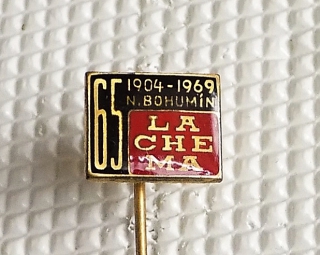 65
1904-1969
N. BOHUMÍN
LA
CHE
MA